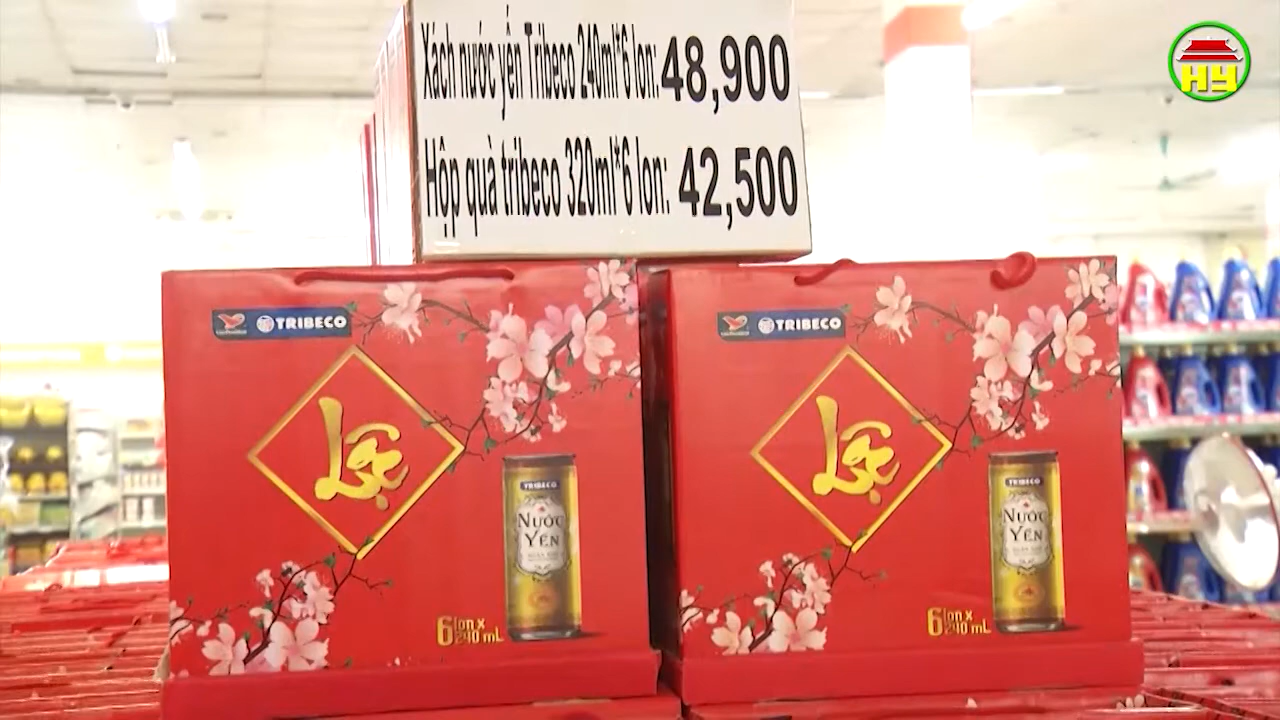 Xách nước yến Tribeco 240ml*6 lon: 48,900
Hộp quà tribeco 320ml*6 lon: 42,500
HY
TRIBECO
Lộc
TRIBECO
NƯỚC
YẾN
6 lon x
240 mL
TRIBECO
Lộc
TRIBECO
NƯỚC
YẾN
6 lon x
240 mL